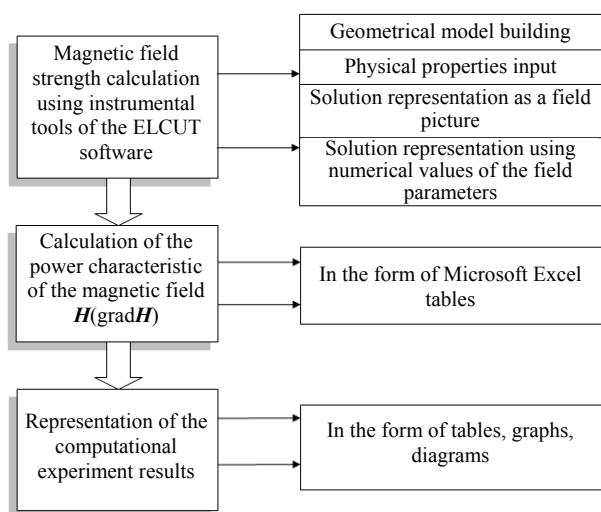 Magnetic field
strength calculation
using instrumental
tools of the ELCUT
software
Geometrical model building
Physical properties input
Solution representation as a field
picture
Solution representation using
numerical values of the field
parameters
Calculation of the
power characteristic
of the magnetic field
H(gradH)
In the form of Microsoft Excel
tables
Representation of the
computational
experiment results
In the form of tables, graphs,
diagrams